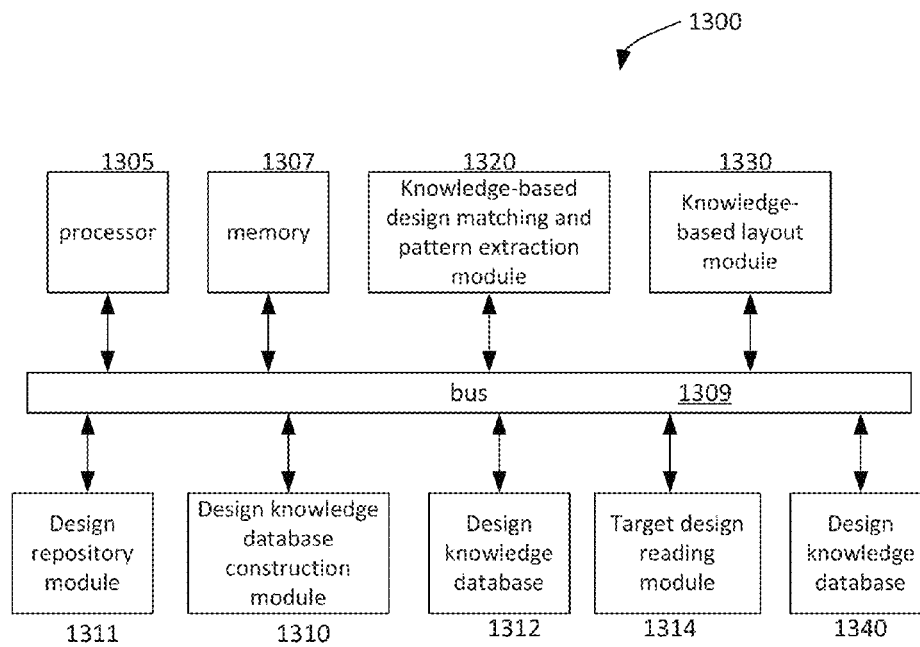 1300
1305
1307
1320
1330
processor
memory
Knowledge-based
design matching and
pattern extraction
module
Knowledge-
based layout
module
bus 1309
Design
repository
module
Design knowledge
database
construction
module
Design
knowledge
database
Target design
reading
module
Design
knowledge
database
1311
1310
1312
1314
1340